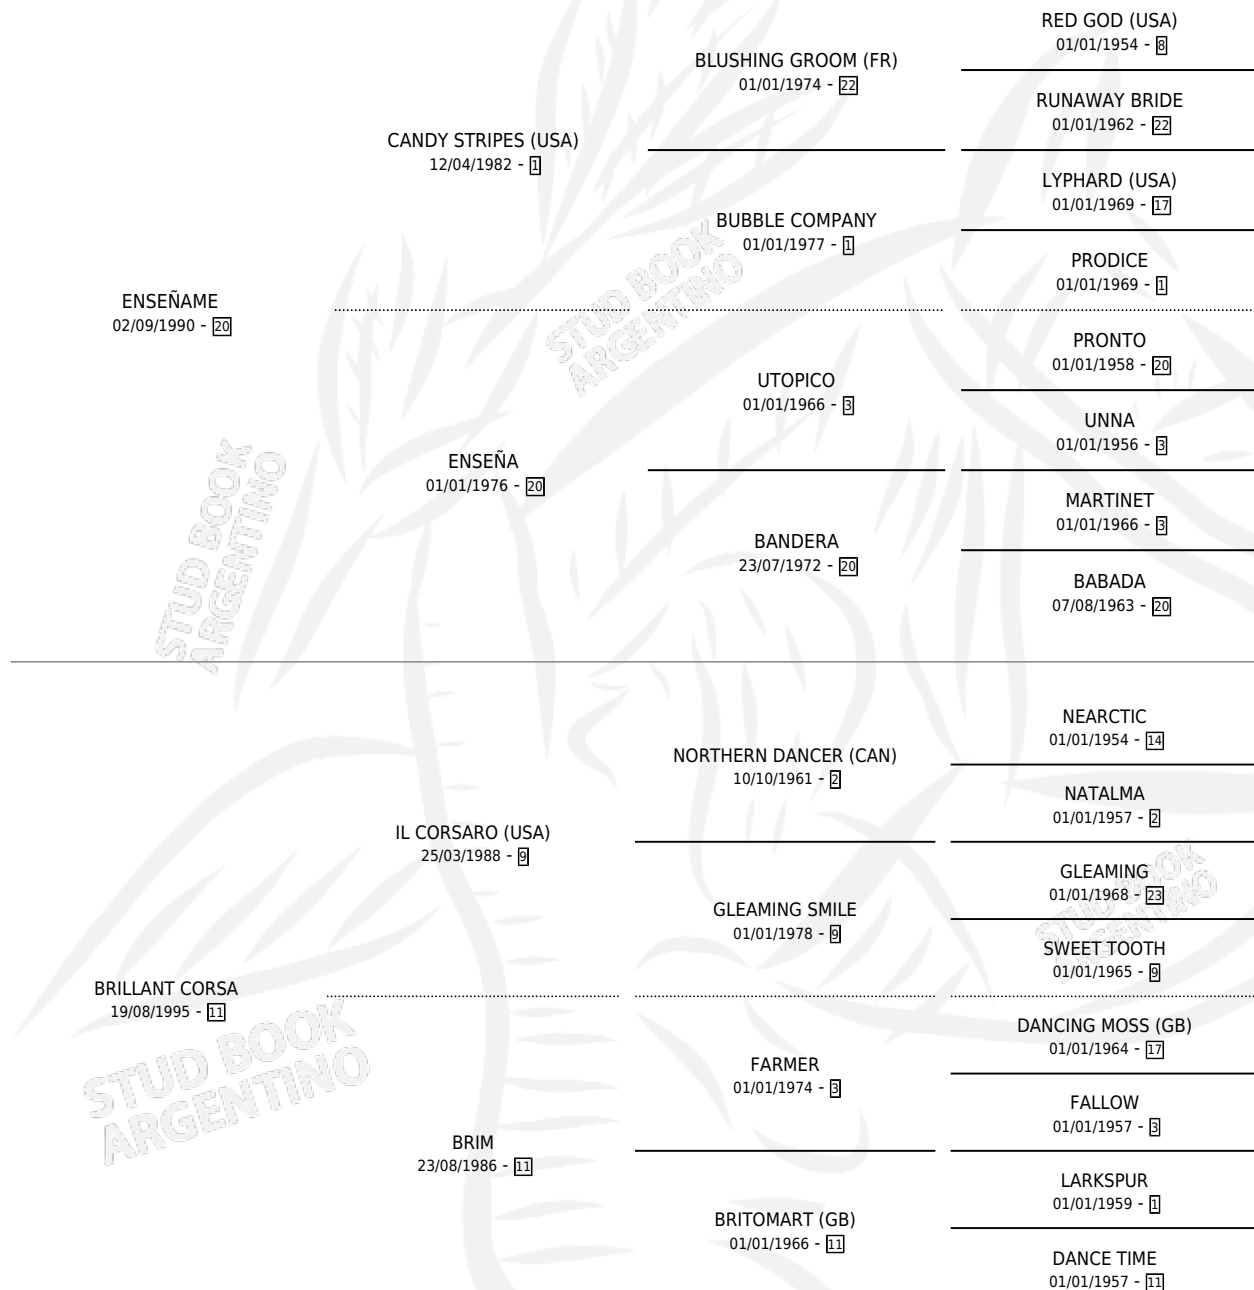 RED GOD (USA)
01/01/1954 - 8
BLUSHING GROOM (FR)
01/01/1974 - 22
RUNAWAY BRIDE
01/01/1962 - 22
CANDY STRIPES (USA)
12/04/1982 - 1
LYPHARD (USA)
01/01/1969 - 17
BUBBLE COMPANY
01/01/1977 - 1
PRODICE
01/01/1969 - 1
ENSEÑAME
02/09/1990 - 20
STUD BOOK
ARGENTINO
PRONTO
01/01/1958 - 20
UTOPICO
01/01/1966 - 3
UNNA
01/01/1956 - 3
ENSEÑA
01/01/1976 - 20
MARTINET
01/01/1966 - 3
BANDERA
23/07/1972 - 20
BABADA
07/08/1963 - 20
STUD BOOK
ARGENTINO
NEARCTIC
01/01/1954 - 14
NORTHERN DANCER (CAN)
10/10/1961 - 2
NATALMA
01/01/1957 - 2
IL CORSARO (USA)
25/03/1988 - 9
GLEAMING
01/01/1968 - 23
GLEAMING SMILE
01/01/1978 - 9
STUD BOOK
ARGENTINO
SWEET TOOTH
01/01/1965 - 9
BRILLANT CORSA
19/08/1995 - 11
STUD BOOK
ARGENTINO
DANCING MOSS (GB)
01/01/1964 - 17
FARMER
01/01/1974 - 3
FALLOW
01/01/1957 - 3
BRIM
23/08/1986 - 11
LARKSPUR
01/01/1959 - 1
BRITOMART (GB)
01/01/1966 - 11
DANCE TIME
01/01/1957 - 11